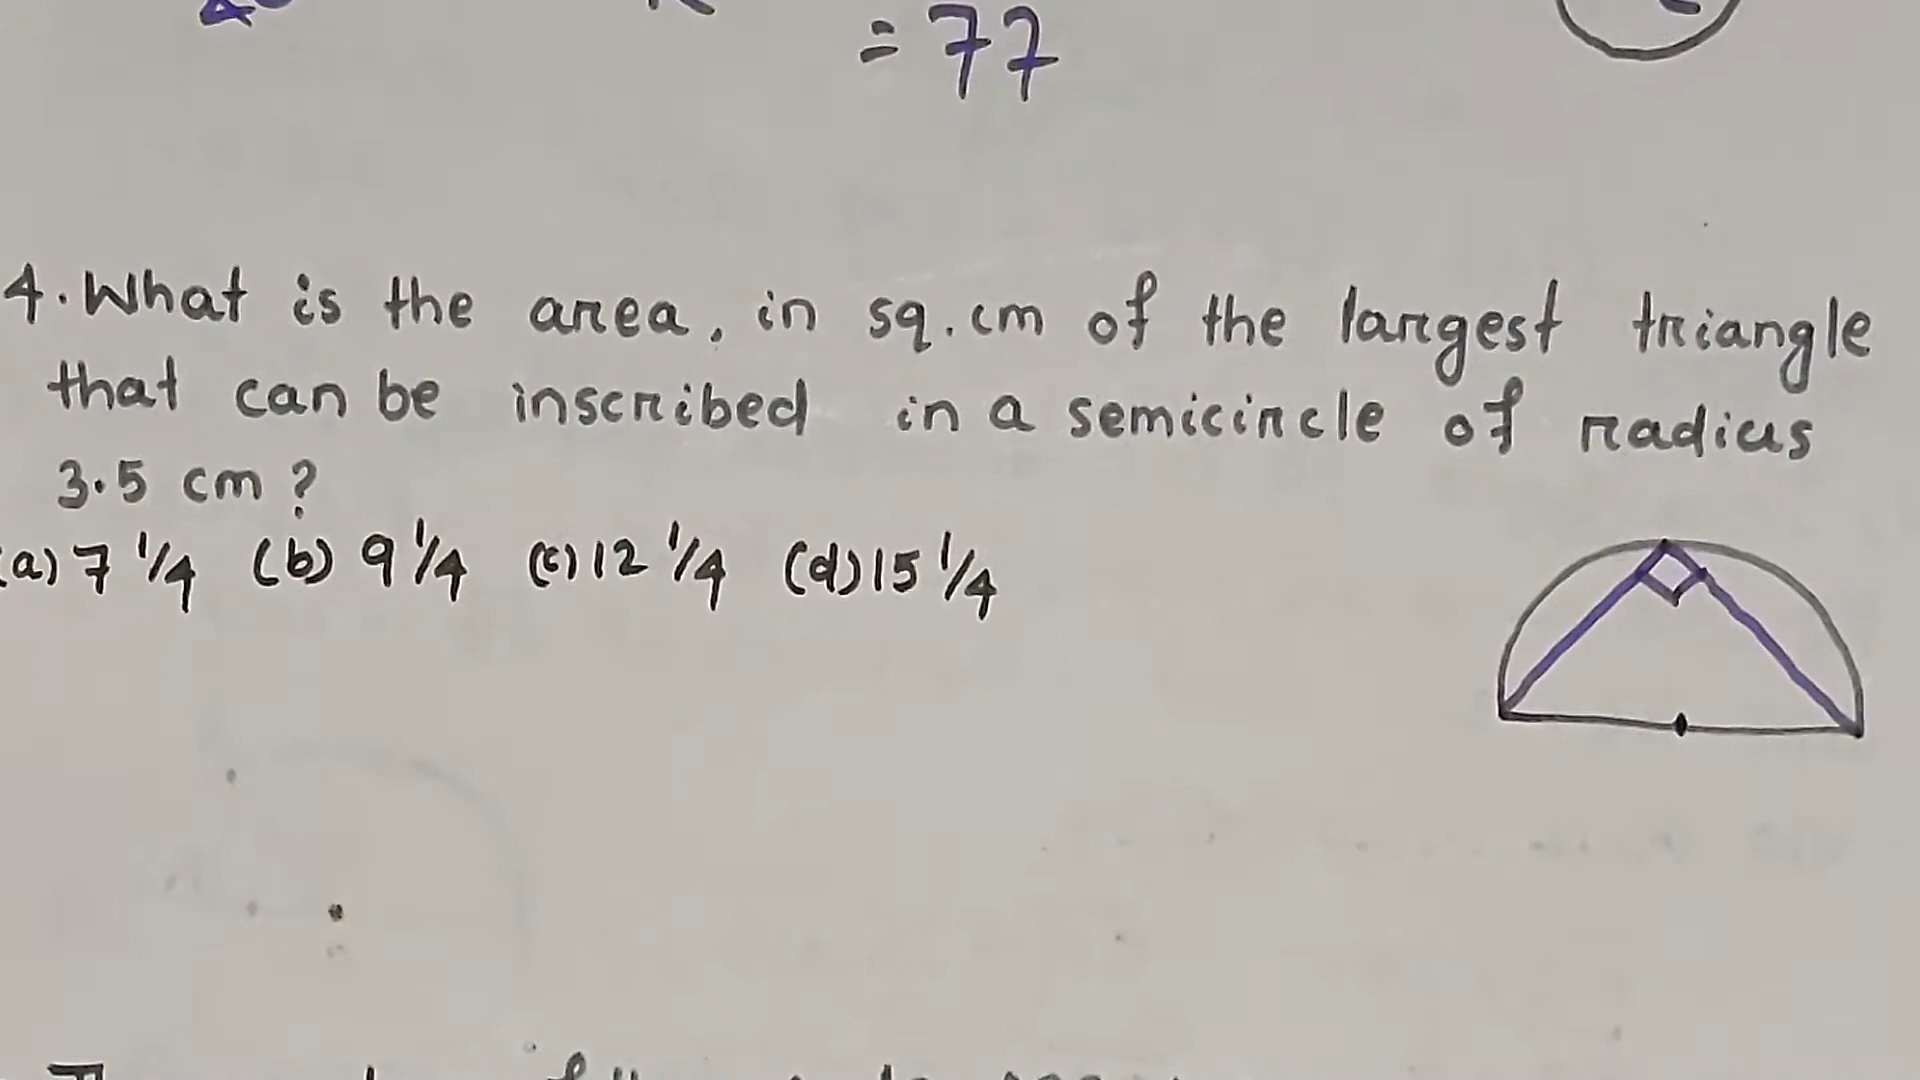 = 77
4. What is the area, in sq. cm of the largest triangle
that can be inscribed in a semicircle of radius
3.5 cm ?
(a) 7 1/4 (b) 9 1/4 (c) 12 1/4 (d) 15 1/4